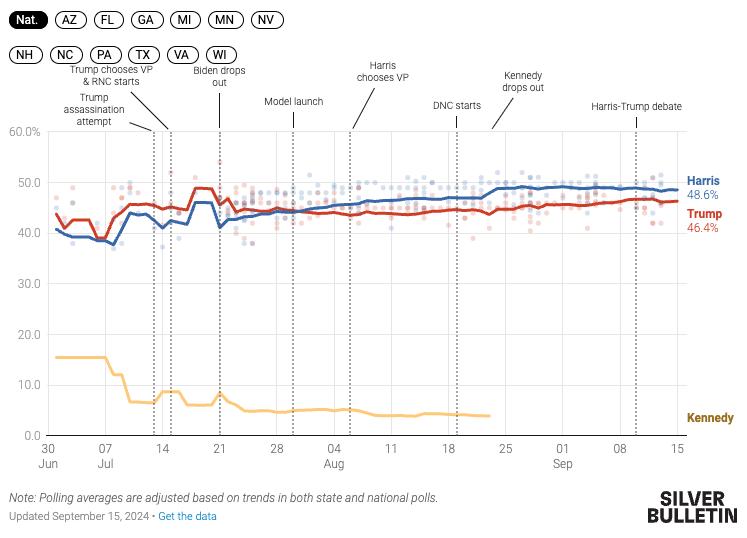 Nat. AZ FL GA MI MN NV
NH NC PA TX VA WI
Trump chooses VP
& RNC starts
Trump
assassination
attempt
Biden drops
out
Model launch
Harris
chooses VP
DNC starts
Kennedy
drops out
Harris-Trump debate
60.0%
50.0
40.0
30.0
20.0
10.0
0.0
Harris
48.6%
Trump
46.4%
Kennedy
30 07 14 21 28 04 11 18 25 01 08 15
Jun Jul Aug Sep
Note: Polling averages are adjusted based on trends in both state and national polls.
Updated September 15, 2024 • Get the data
SILVER
BULLETIN